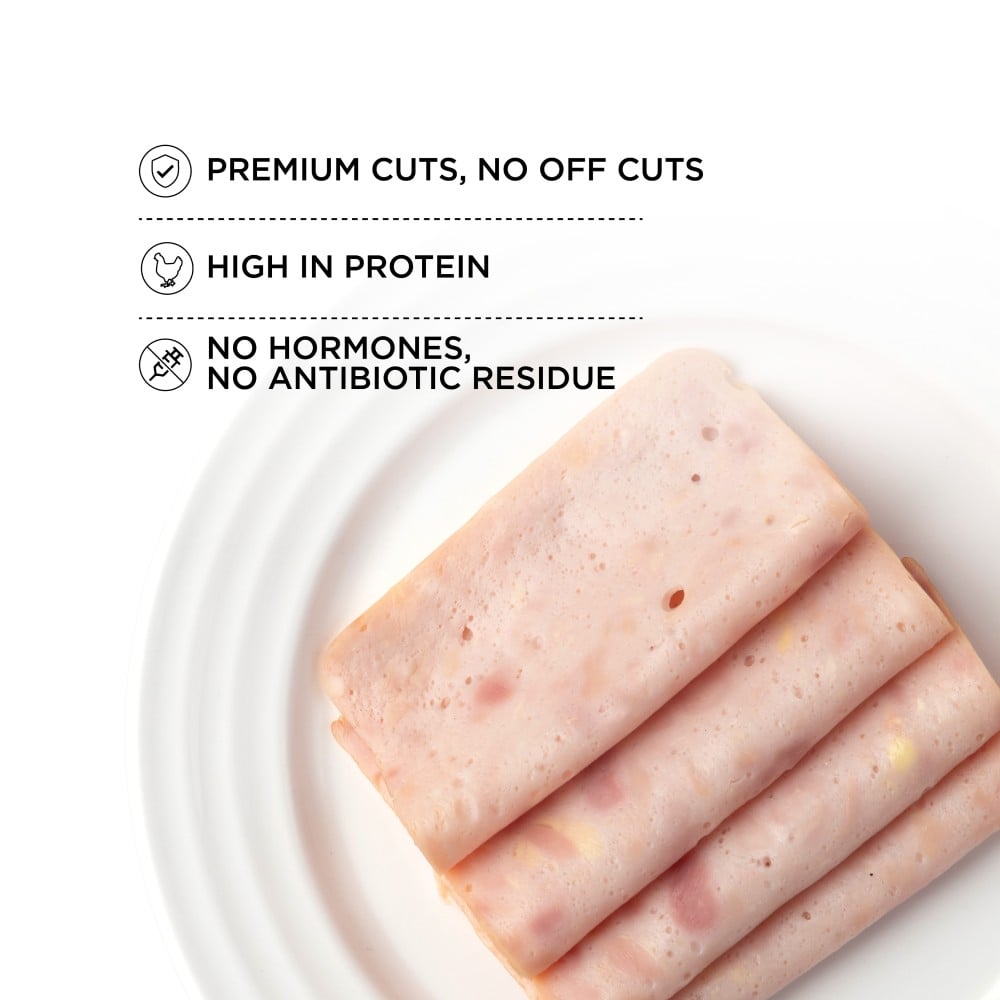 PREMIUM CUTS, NO OFF CUTS
HIGH IN PROTEIN
NO HORMONES,
NO ANTIBIOTIC RESIDUE